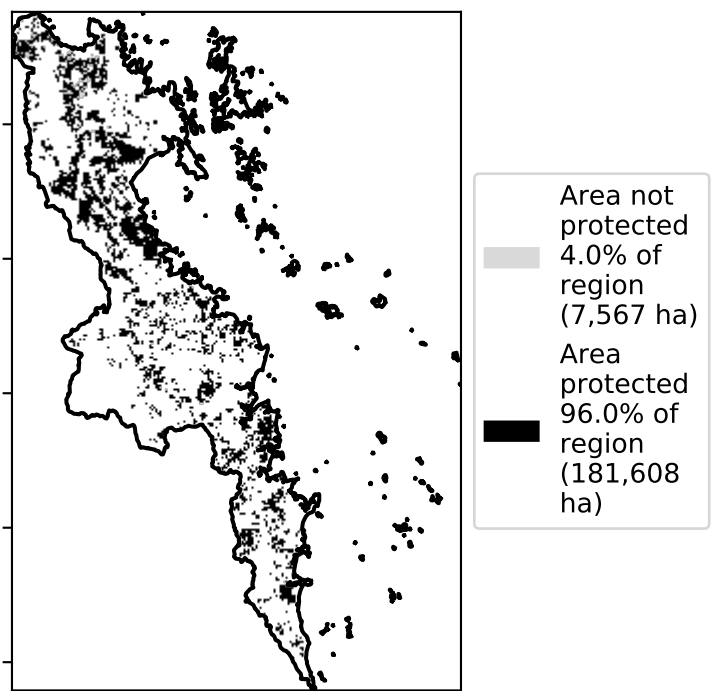 Area not
protected
4.0% of
region
(7,567 ha)
Area
protected
96.0% of
region
(181,608
ha)